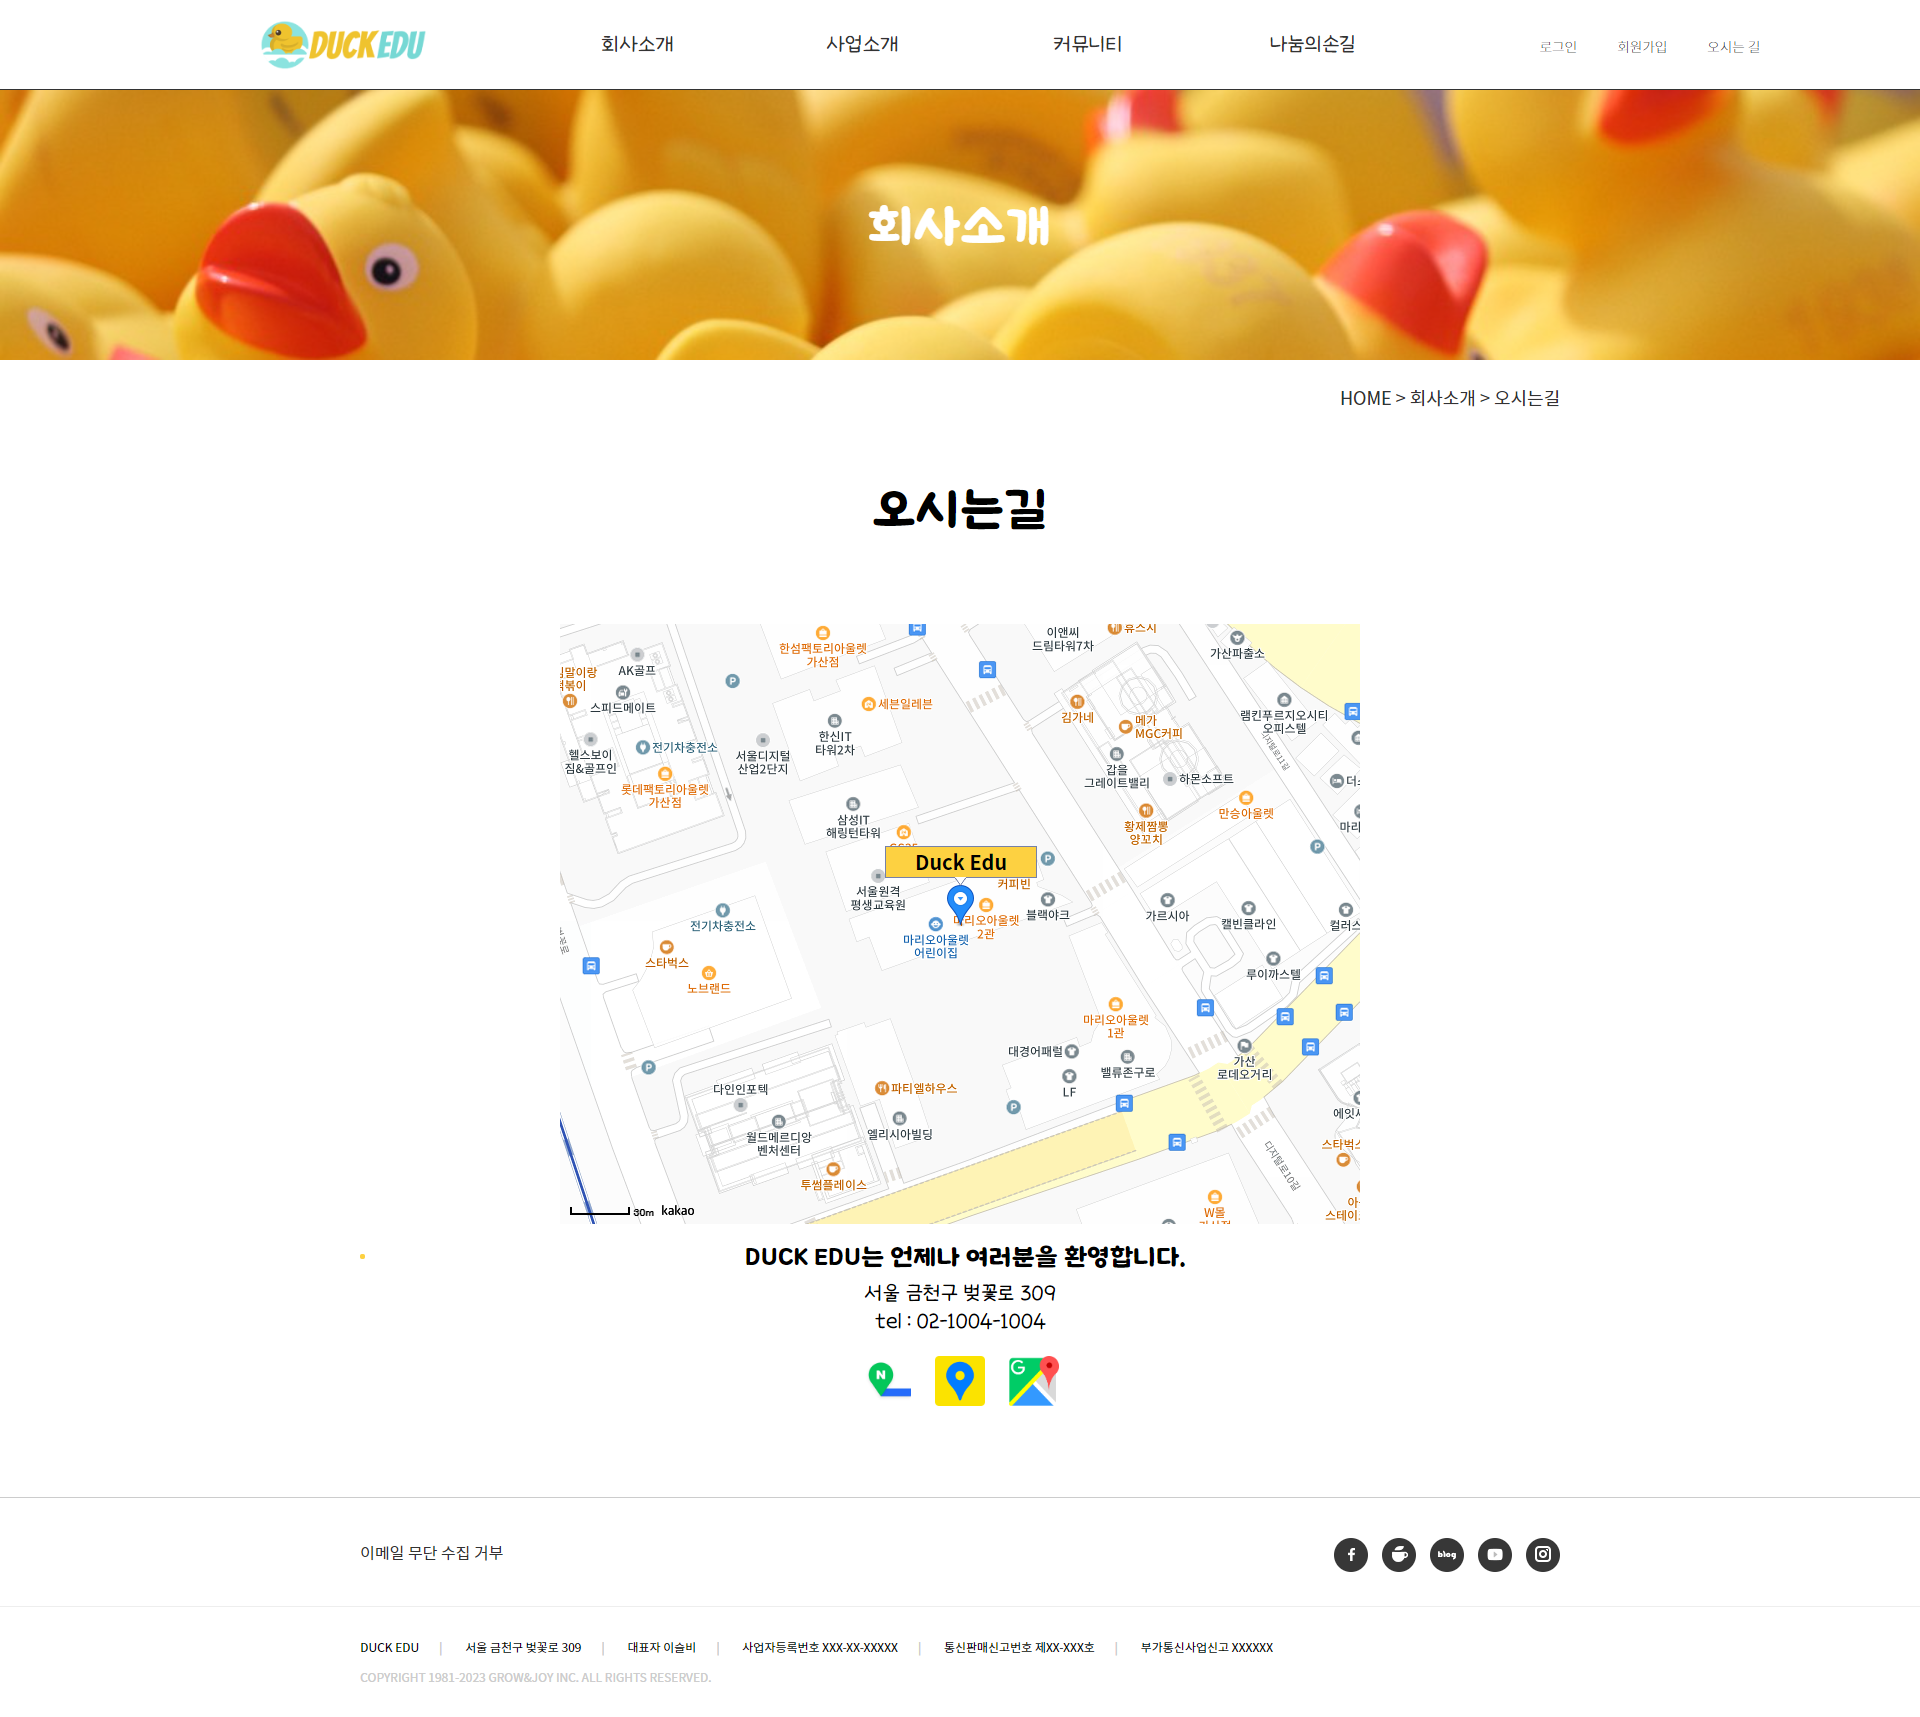 DUCK EDU
회사소개
사업소개
커뮤니티
나눔의손길
로그인
회원가입
오시는 길
회사소개
HOME > 회사소개 > 오시는길
오시는길
한섬팩토리아울렛
가산점
이앤씨
드림타워7차
가산파출소
AK골프
스피드메이트
세븐일레븐
김가네
메가
MGC커피
램킨푸르지오시티
오피스텔
한신IT
타워2차
헬스보이
짐&골프인
전기차충전소
서울디지털
산업2단지
갑을
그레이트밸리
하몬소프트
롯데팩토리아울렛
가산점
만승아울렛
삼성IT
해링턴타워
황제짬뽕
양꼬치
Duck Edu
커피빈
서울원격
평생교육원
마리오아울렛
2관
블랙야크
가르시아
캘빈클라인
전기차충전소
마리오아울렛
어린이집
스타벅스
노브랜드
루이까스텔
마리오아울렛
1관
대경어패럴
밸류존구로
LF
가산
로데오거리
다인인포텍
파티엘하우스
월드메르디앙
벤처센터
엘리시아빌딩
투썸플레이스
디지털로10길
W몰
30m
kakao
DUCK EDU는 언제나 여러분을 환영합니다.
서울 금천구 벚꽃로 309
tel : 02-1004-1004
N
G
이메일 무단 수집 거부
blog
DUCK EDU | 서울 금천구 벚꽃로 309 | 대표자 이슬비 | 사업자등록번호 XXX-XX-XXXXX | 통신판매신고번호 제XX-XXX호 | 부가통신사업신고 XXXXXX
COPYRIGHT 1981-2023 GROW&JOY INC. ALL RIGHTS RESERVED.